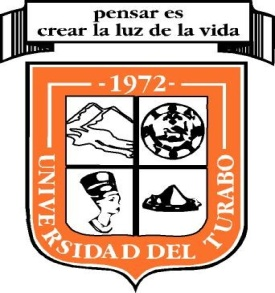 pensar es
crear la luz de la vida
-1972-
UNIVERSIDAD DEL TURABO